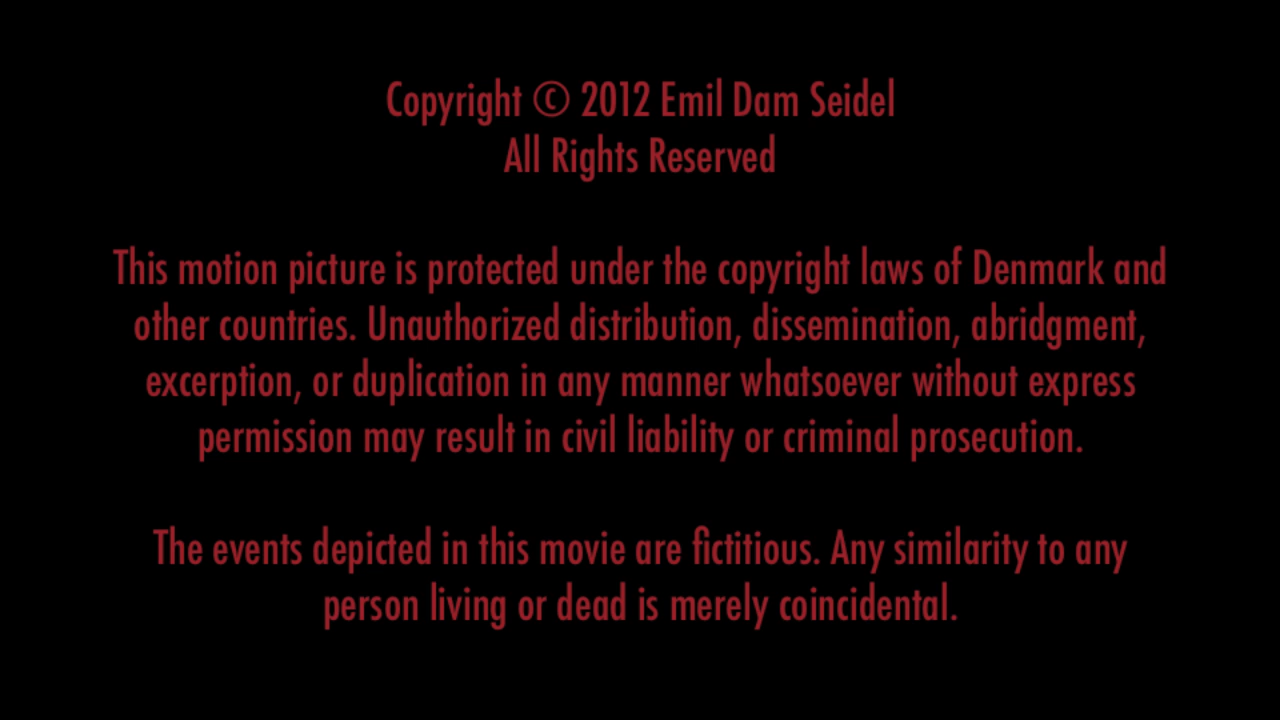 Copyright © 2012 Emil Dam Seidel
All Rights Reserved
This motion picture is protected under the copyright laws of Denmark and
other countries. Unauthorized distribution, dissemination, abridgment,
excerption, or duplication in any manner whatsoever without express
permission may result in civil liability or criminal prosecution.
The events depicted in this movie are fictitious. Any similarity to any
person living or dead is merely coincidental.